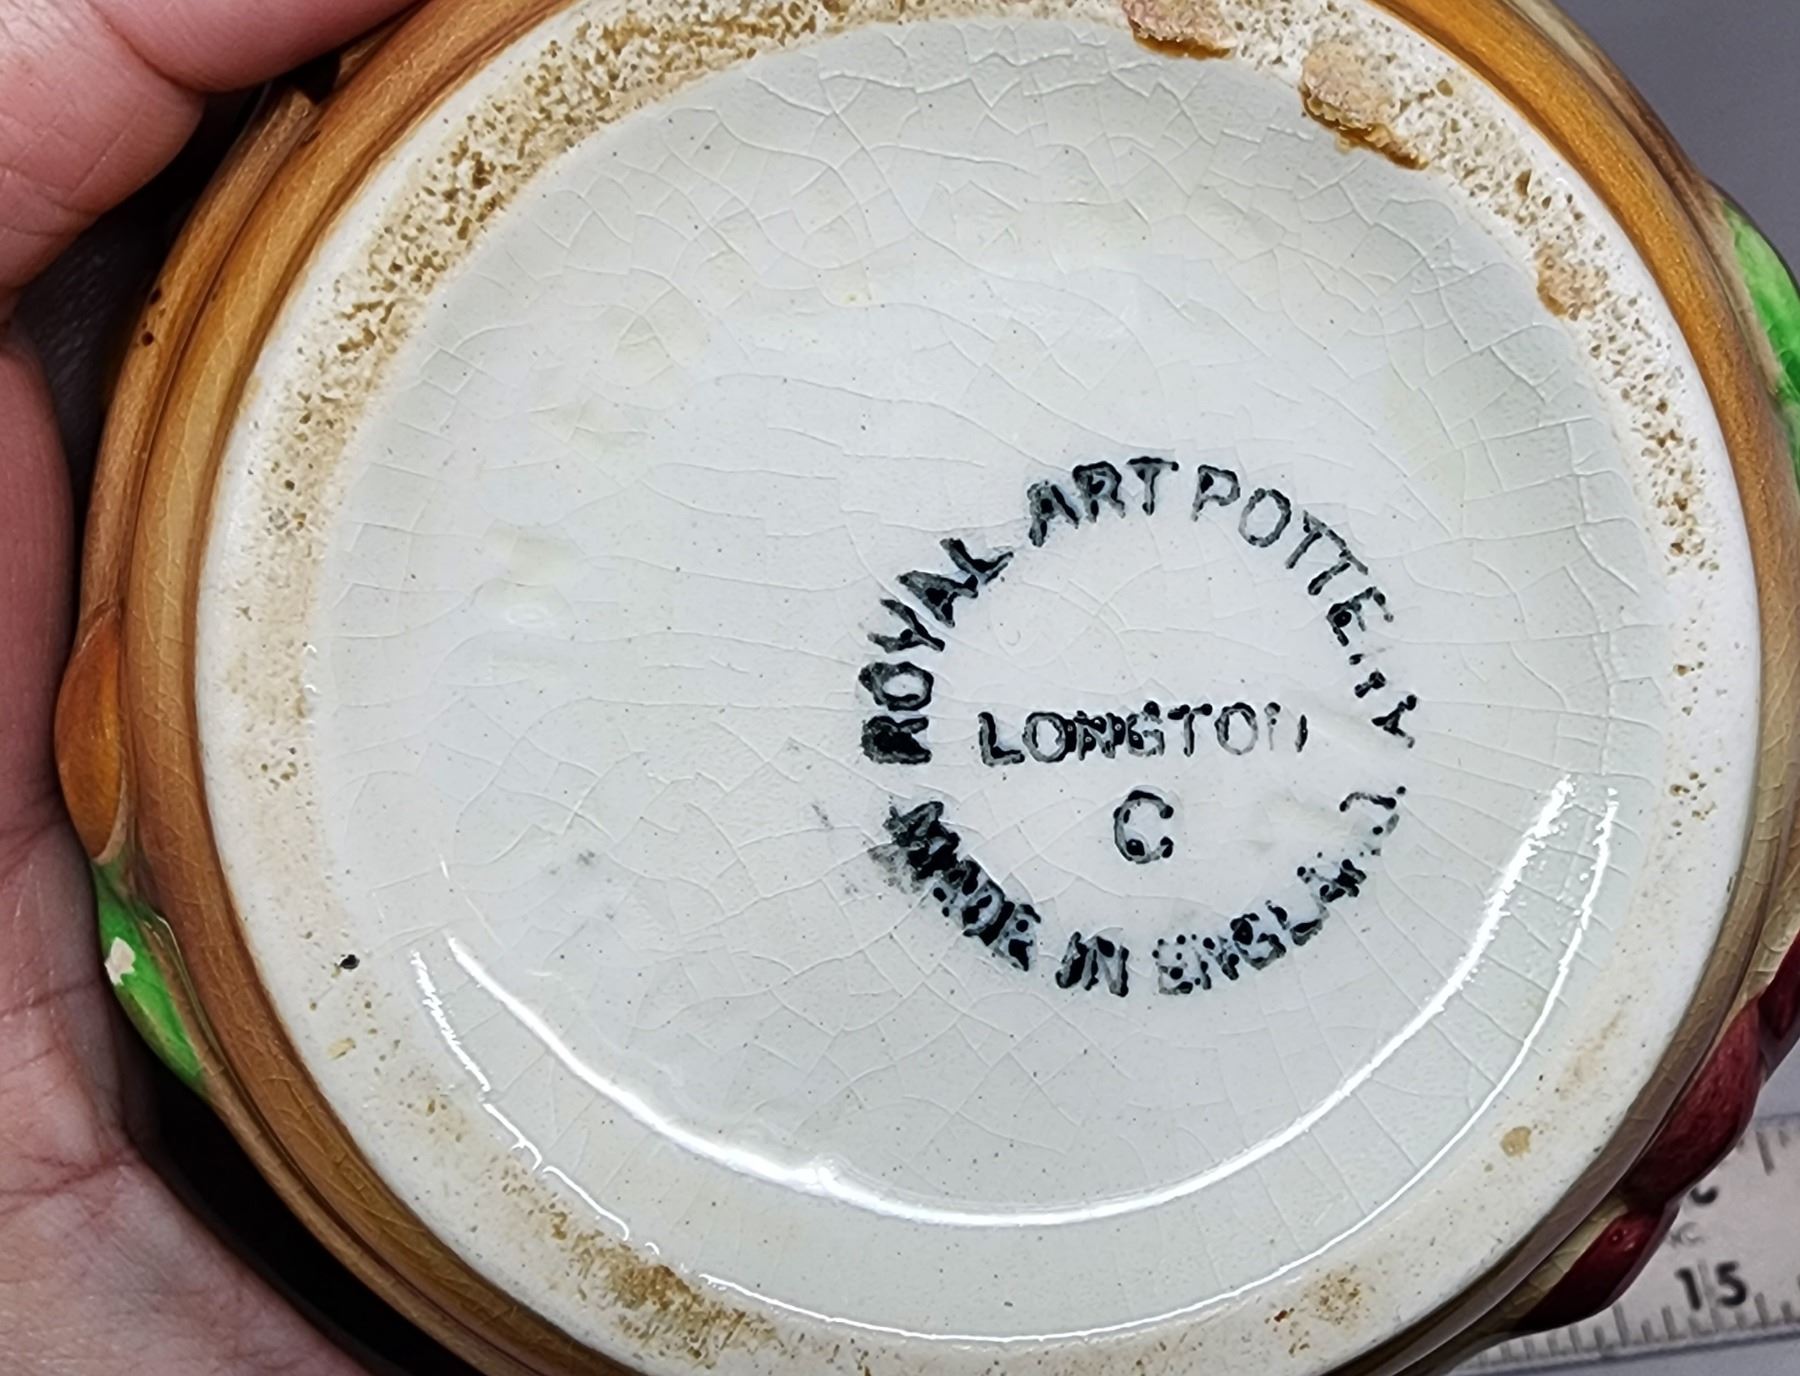 ROYAL ART POTTERY
LONGTON
C
MADE IN ENGLAND
15